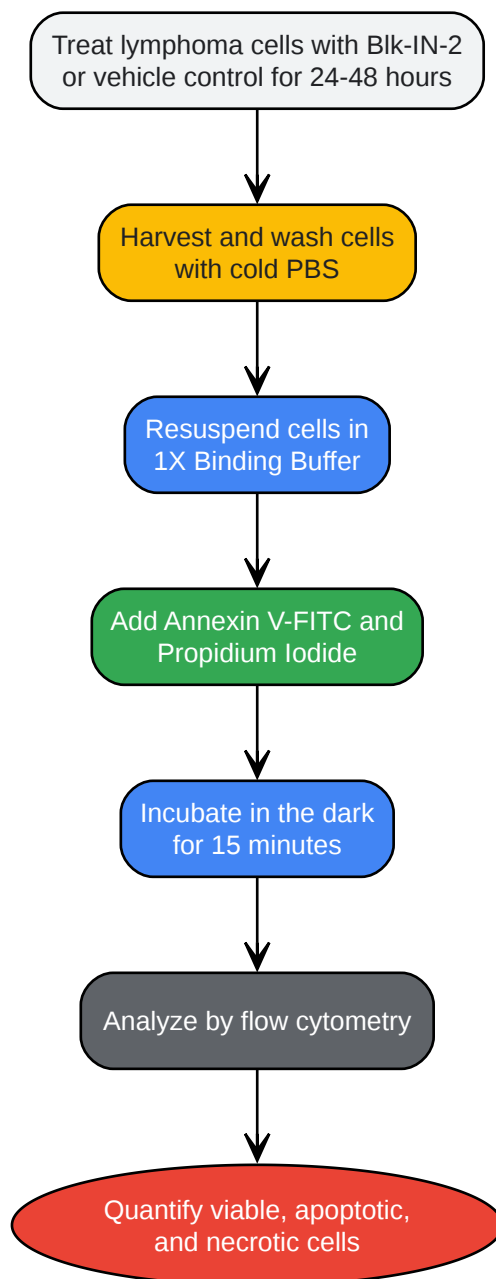 Treat lymphoma cells with Blk-IN-2
or vehicle control for 24-48 hours
Harvest and wash cells
with cold PBS
Resuspend cells in
1X Binding Buffer
Add Annexin V-FITC and
Propidium Iodide
Incubate in the dark
for 15 minutes
Analyze by flow cytometry
Quantify viable, apoptotic,
and necrotic cells